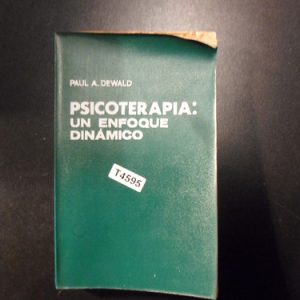 PAUL A. DEWALD
PSICOTERAPIA:
UN ENFOQUE
DINÁMICO
T4595